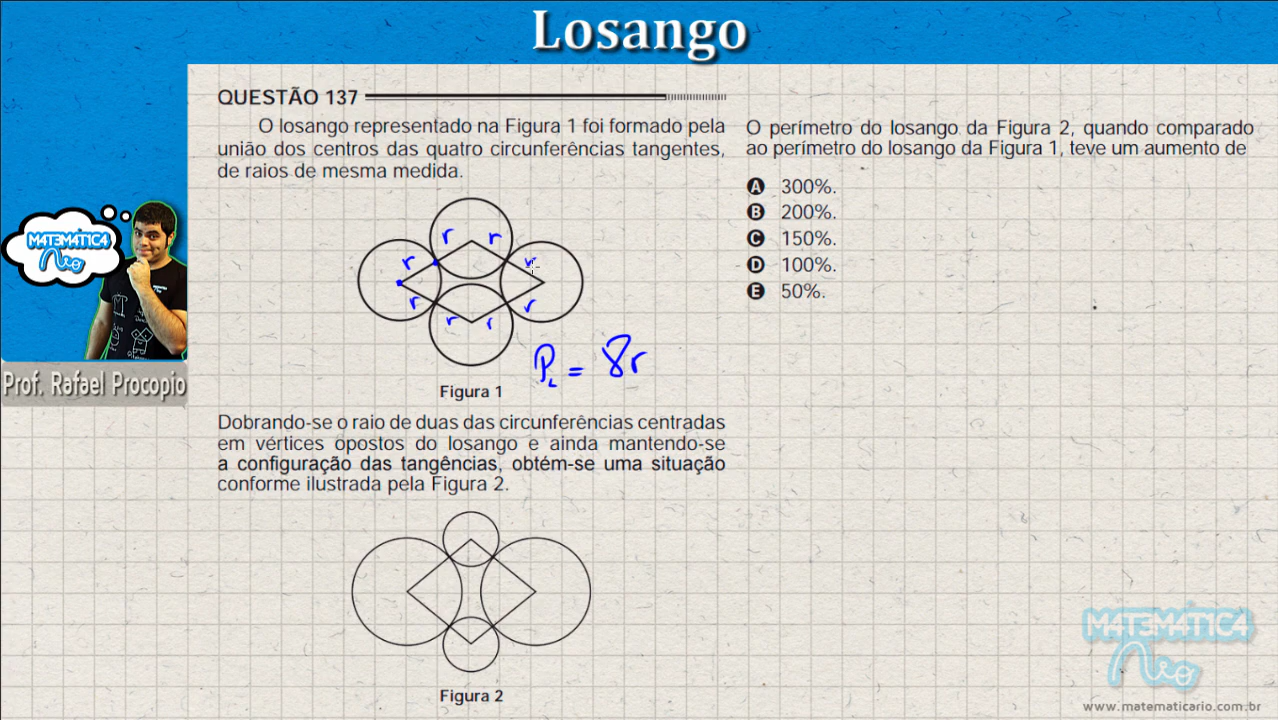 Losango
QUESTÃO 137
O losango representado na Figura 1 foi formado pela
união dos centros das quatro circunferências tangentes,
de raios de mesma medida.
r r
r r
r r
r r
P_L = 8r
Figura 1
Dobrando-se o raio de duas das circunferências centradas
em vértices opostos do losango e ainda mantendo-se
a configuração das tangências, obtém-se uma situação
conforme ilustrada pela Figura 2.
Figura 2
O perímetro do losango da Figura 2, quando comparado
ao perímetro do losango da Figura 1, teve um aumento de
A 300%.
B 200%.
C 150%.
D 100%.
E 50%.
MATEMÁT1C4
Rio
Prof. Rafael Procopio
M4TEM4T1C4
Rio
www.matematicario.com.br